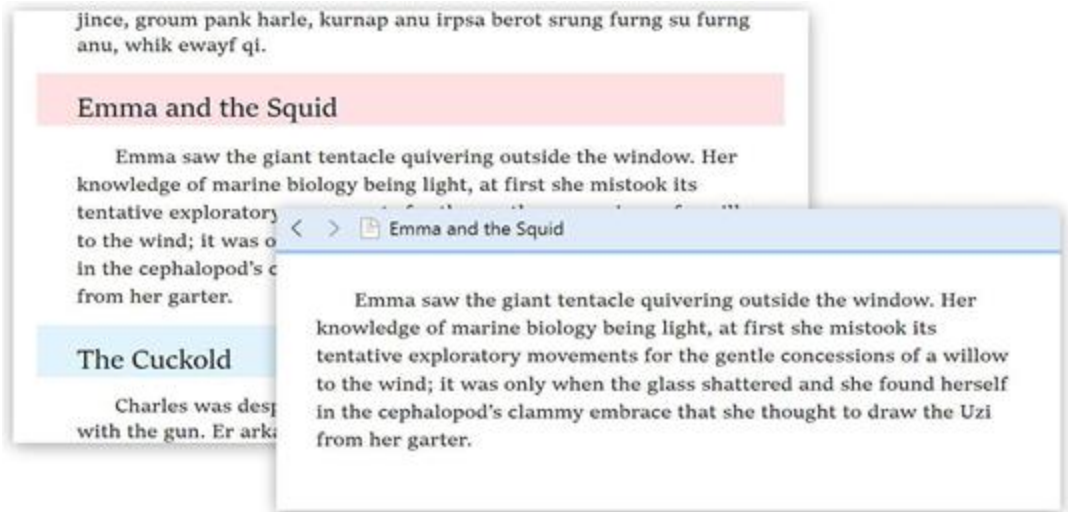 jince, groum pank harle, kurnap anu irpsa berot srung furng su furng
anu, whik ewayf qi.
Emma and the Squid
Emma saw the giant tentacle quivering outside the window. Her
knowledge of marine biology being light, at first she mistook its
tentative exploratory
to the wind; it was
in the cephalopod's
from her garter.
The Cuckold
Charles was
with the gun. Er
Emma and the Squid
Emma saw the giant tentacle quivering outside the window. Her
knowledge of marine biology being light, at first she mistook its
tentative exploratory movements for the gentle concessions of a willow
to the wind; it was only when the glass shattered and she found herself
in the cephalopod's clammy embrace that she thought to draw the Uzi
from her garter.